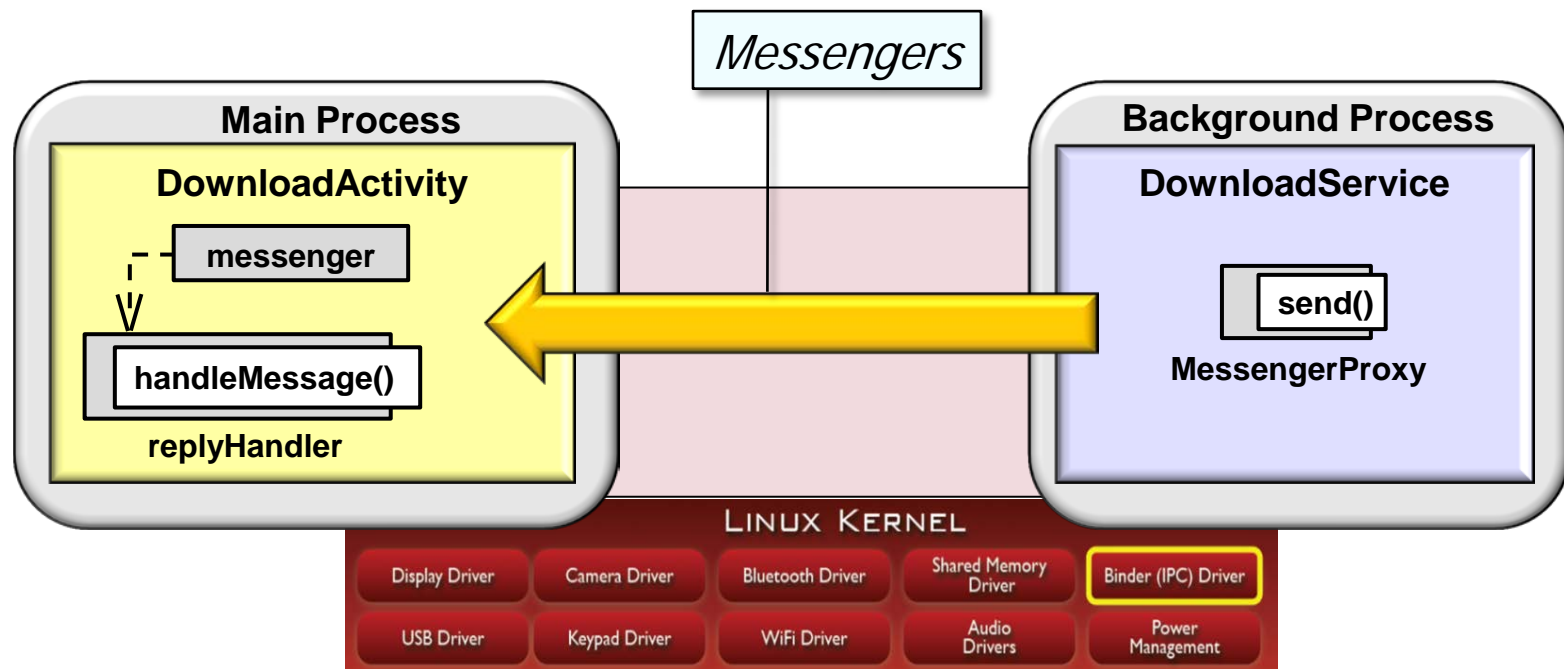 Messengers
Main Process
DownloadActivity
messenger
handleMessage()
replyHandler
Background Process
DownloadService
send()
MessengerProxy
LINUX KERNEL
Display Driver
Camera Driver
Bluetooth Driver
Shared Memory
Driver
Binder (IPC) Driver
USB Driver
Keypad Driver
WiFi Driver
Audio
Drivers
Power
Management